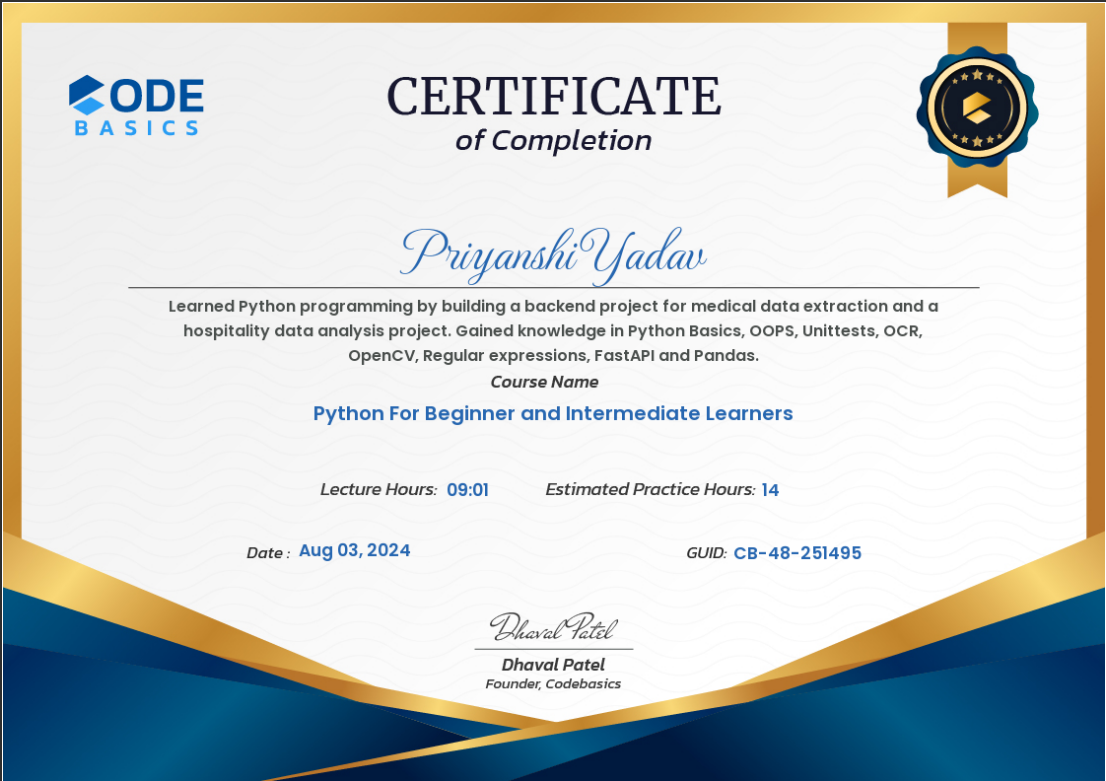 CODE
BASICS
CERTIFICATE
of Completion
Priyanshi Yadav
Learned Python programming by building a backend project for medical data extraction and a
hospitality data analysis project. Gained knowledge in Python Basics, OOPS, Unittests, OCR,
OpenCV, Regular expressions, FastAPI and Pandas.
Course Name
Python For Beginner and Intermediate Learners
Lecture Hours: 09:01 Estimated Practice Hours: 14
Date : Aug 03, 2024 GUID: CB-48-251495
Dhaval Patel
Dhaval Patel
Founder, Codebasics